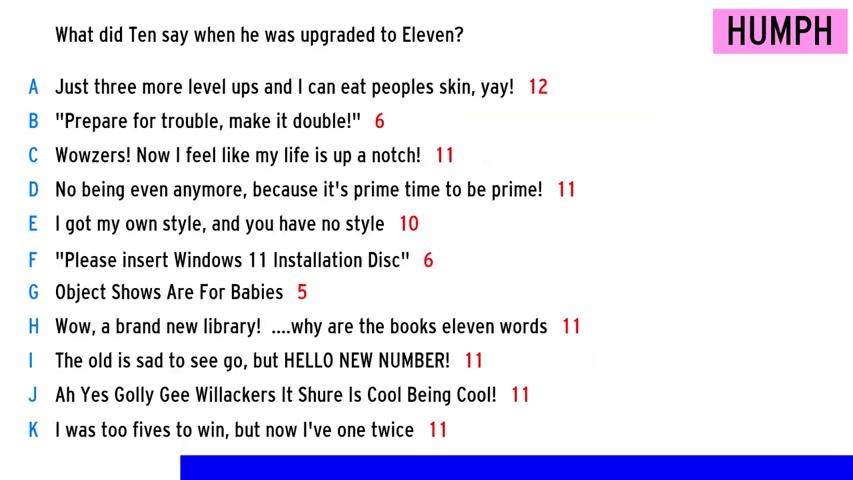 What did Ten say when he was upgraded to Eleven?
HUMPH
A Just three more level ups and I can eat peoples skin, yay! 12
B "Prepare for trouble, make it double!" 6
C Wowzers! Now I feel like my life is up a notch! 11
D No being even anymore, because it's prime time to be prime! 11
E I got my own style, and you have no style 10
F "Please insert Windows 11 Installation Disc" 6
G Object Shows Are For Babies 5
H Wow, a brand new library! ....why are the books eleven words 11
I The old is sad to see go, but HELLO NEW NUMBER! 11
J Ah Yes Golly Gee Willackers It Shure Is Cool Being Cool! 11
K I was too fives to win, but now I've one twice 11